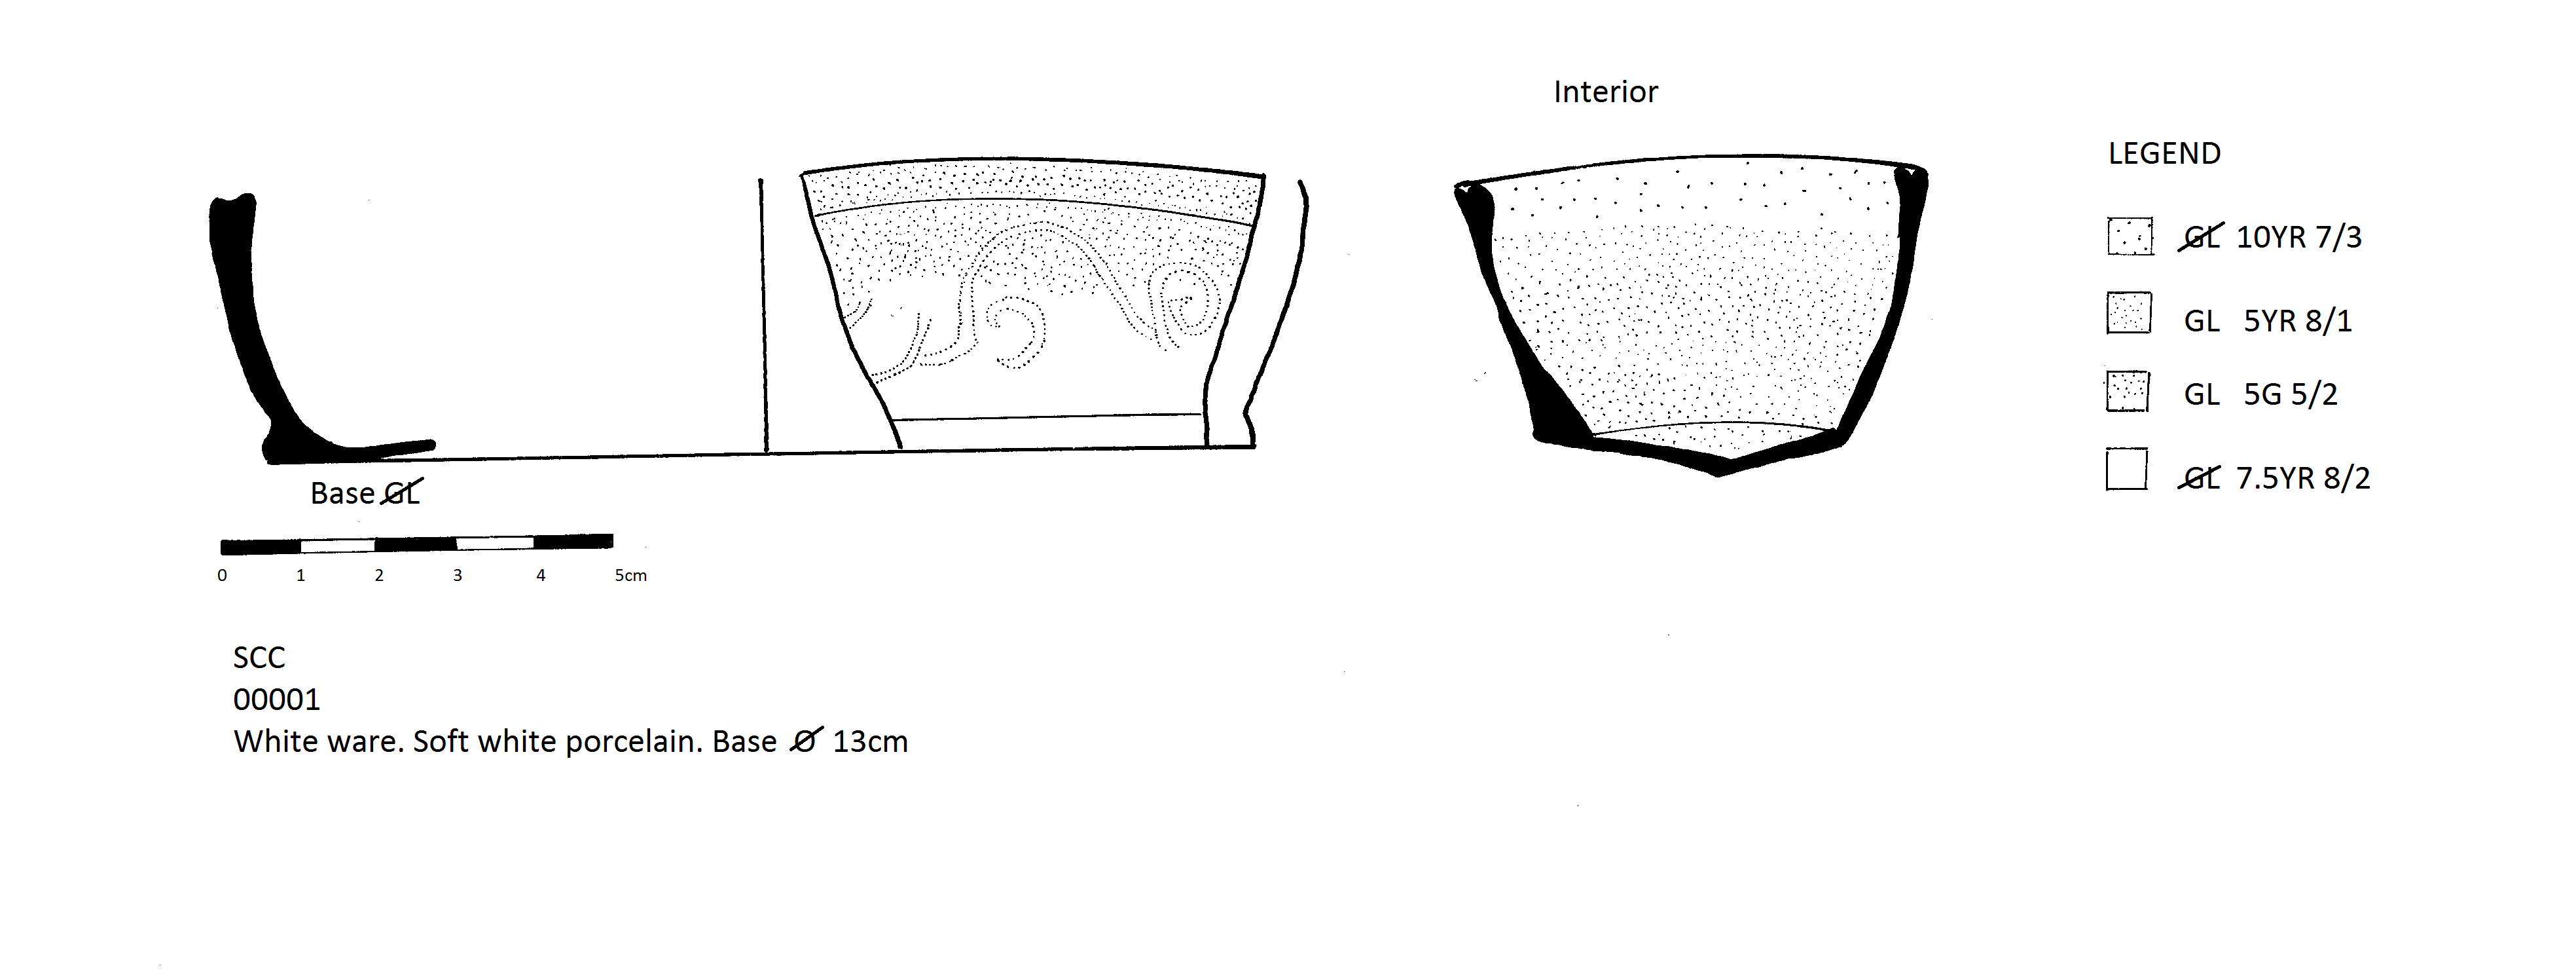 Interior
LEGEND
GL 10YR 7/3
GL 5YR 8/1
GL 5G 5/2
GL 7.5YR 8/2
Base GL
0 1 2 3 4 5cm
SCC
00001
White ware. Soft white porcelain. Base Ø 13cm